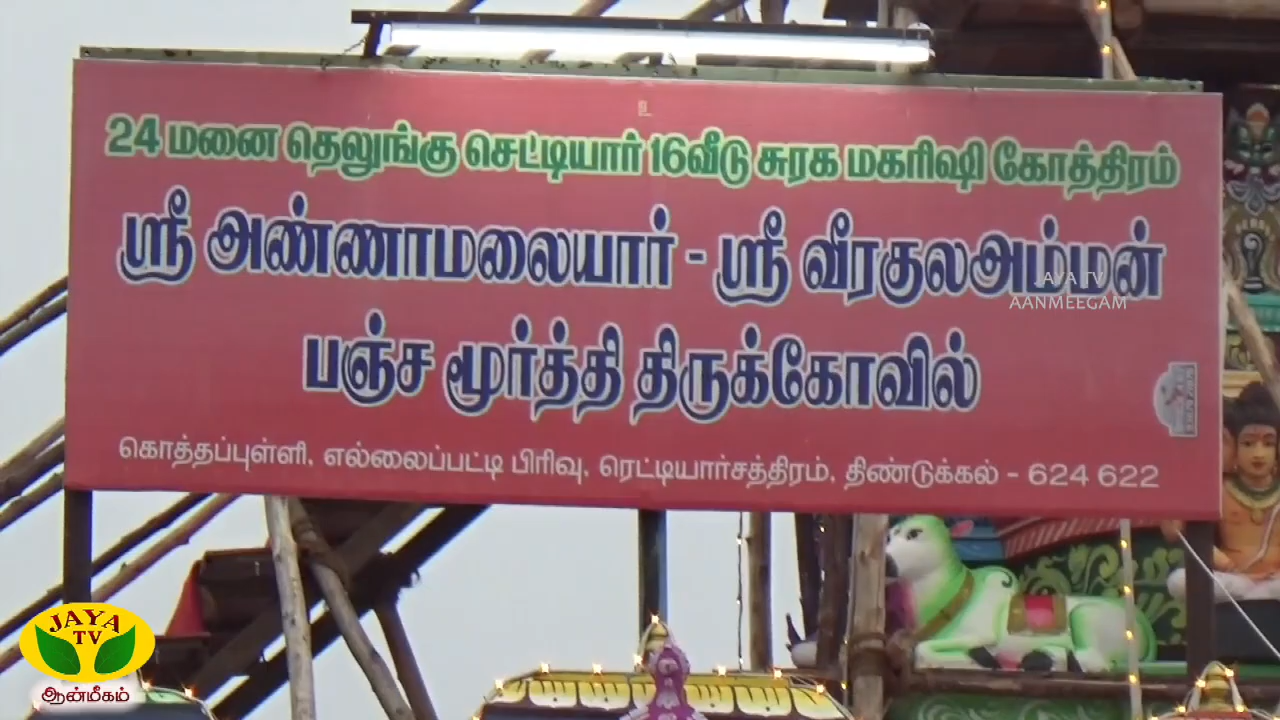 உ
24 மனை தெலுங்கு செட்டியார் 16வீடு சுரக மகரிஷி கோத்திரம்
ஸ்ரீ அண்ணாமலையார் - ஸ்ரீ வீரகுலஅம்மன்
பஞ்ச மூர்த்தி திருக்கோவில்
கொத்தப்புள்ளி, எல்லைப்பட்டி பிரிவு, ரெட்டியார்சத்திரம், திண்டுக்கல் - 624 622
JAYA TV
AANMEEGAM
JAYA
TV
ஆன்மீகம்